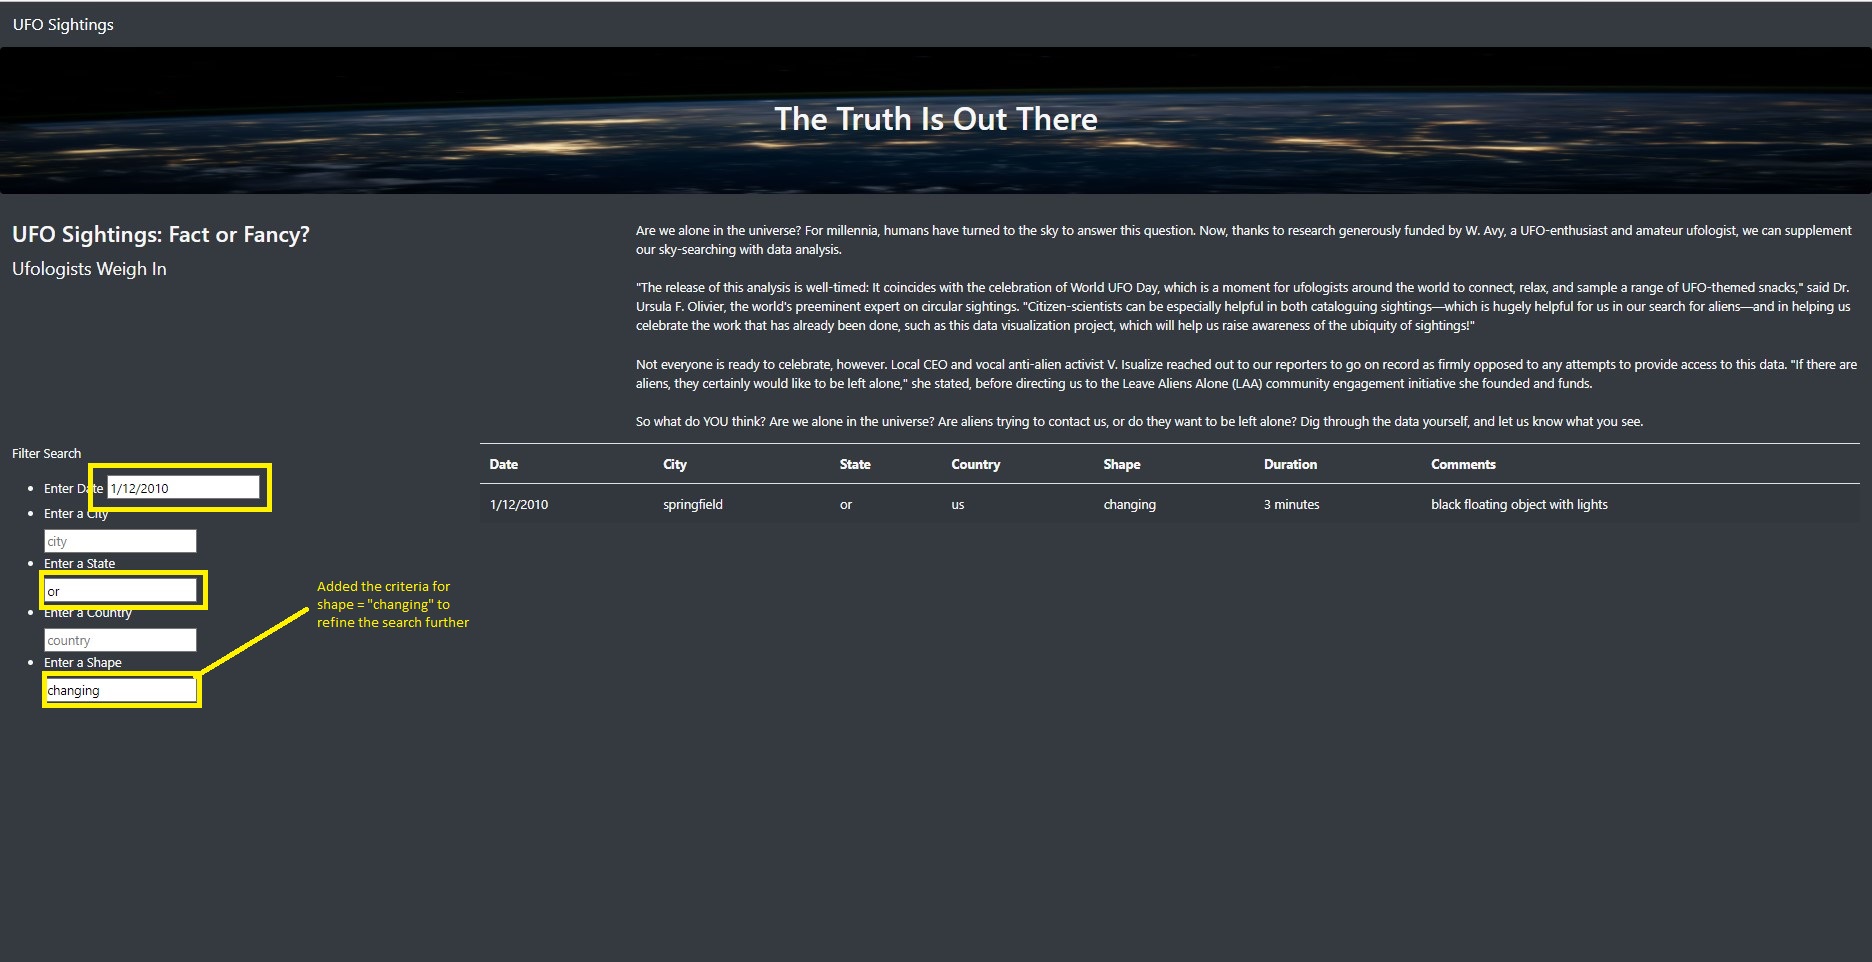 UFO Sightings
The Truth Is Out There
UFO Sightings: Fact or Fancy?
Ufologists Weigh In
Are we alone in the universe? For millennia, humans have turned to the sky to answer this question. Now, thanks to research generously funded by W. Avy, a UFO-enthusiast and amateur ufologist, we can supplement
our sky-searching with data analysis.
"The release of this analysis is well-timed: It coincides with the celebration of World UFO Day, which is a moment for ufologists around the world to connect, relax, and sample a range of UFO-themed snacks," said Dr.
Ursula F. Olivier, the world's preeminent expert on circular sightings. "Citizen-scientists can be especially helpful in both cataloguing sightings—which is hugely helpful for us in our search for aliens—and in helping us
celebrate the work that has already been done, such as this data visualization project, which will help us raise awareness of the ubiquity of sightings!"
Not everyone is ready to celebrate, however. Local CEO and vocal anti-alien activist V. Isualize reached out to our reporters to go on record as firmly opposed to any attempts to provide access to this data. "If there are
aliens, they certainly would like to be left alone," she stated, before directing us to the Leave Aliens Alone (LAA) community engagement initiative she founded and funds.
So what do YOU think? Are we alone in the universe? Are aliens trying to contact us, or do they want to be left alone? Dig through the data yourself, and let us know what you see.
Filter Search
Enter Date 1/12/2010
Enter a City
city
Enter a State
or
Enter a Country
country
Enter a Shape
changing
Added the criteria for
shape = "changing" to
refine the search further
Date City State Country Shape Duration Comments
1/12/2010 springfield or us changing 3 minutes black floating object with lights